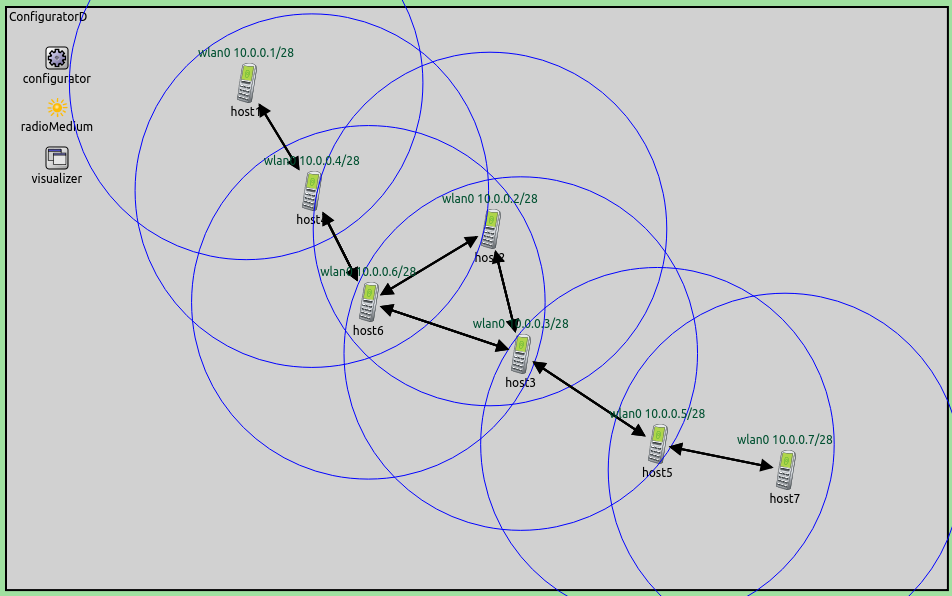 ConfiguratorD
configurator
radioMedium
visualizer
wlan0 10.0.0.1/28
host1
wlan0 10.0.0.4/28
host4
wlan0 10.0.0.2/28
host2
wlan0 10.0.0.6/28
host6
wlan0 10.0.0.3/28
host3
wlan0 10.0.0.5/28
host5
wlan0 10.0.0.7/28
host7